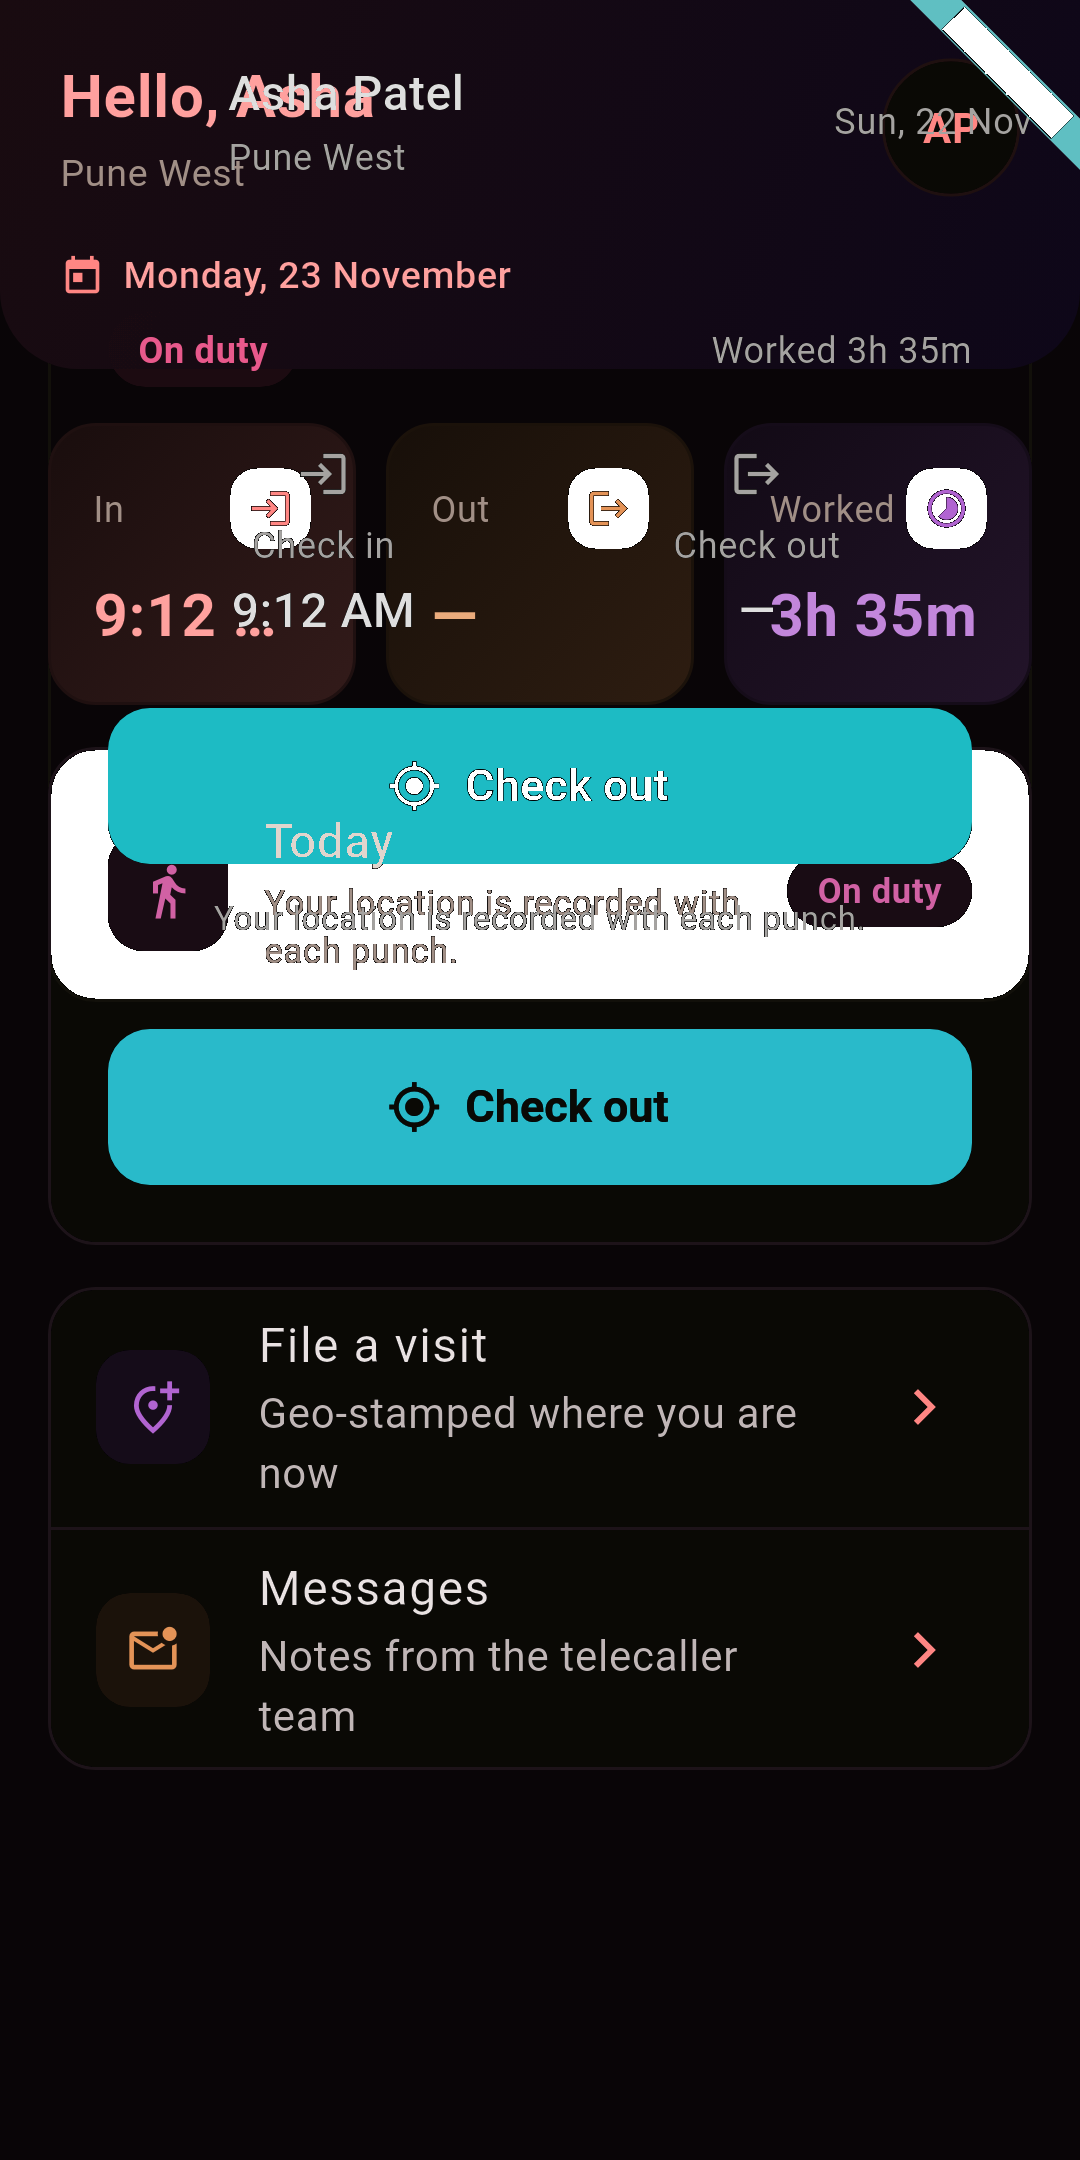 Hello, Asha
Asha Patel
Sun, 22 Nov
AP
Pune West
Pune West
Monday, 23 November
On duty
Worked 3h 35m
In
Out
Worked
Check in
Check out
9:12 ...
9:12 AM
—
—
3h 35m
Check out
Today
Your location is recorded with
each punch.
Your location is recorded with each punch.
On duty
Check out
File a visit
Geo-stamped where you are
now
Messages
Notes from the telecaller
team